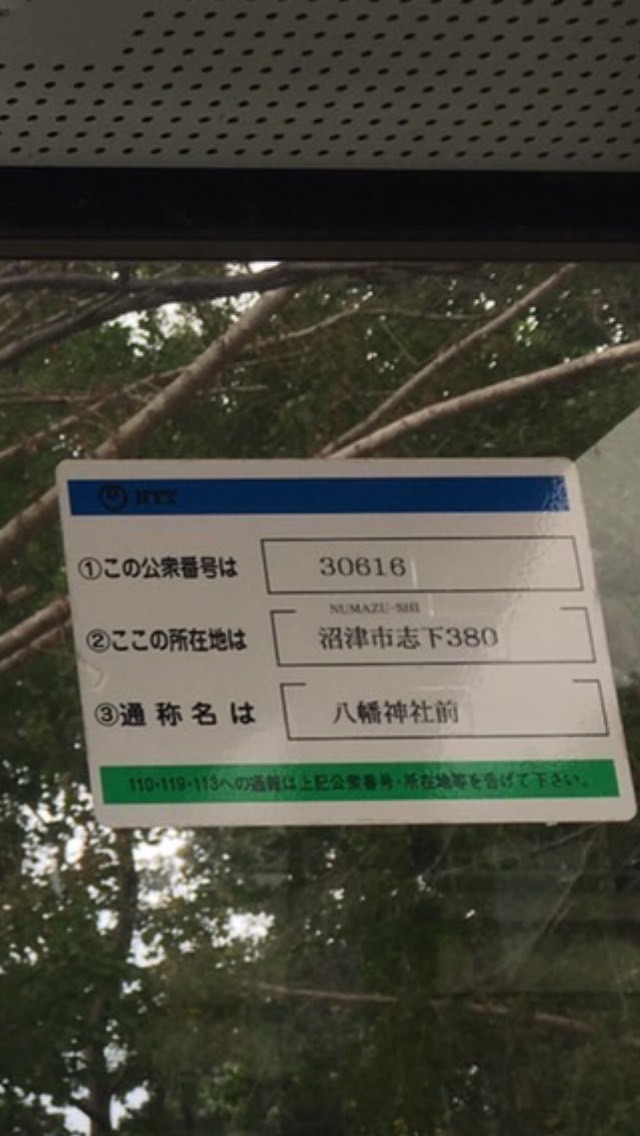 NTT
①この公衆番号は 30616
NUMAZU-SHI
②ここの所在地は 沼津市志下380
③通称名は 八幡神社前
110・119・113への通報は上記公衆番号・所在地等を告げて下さい。